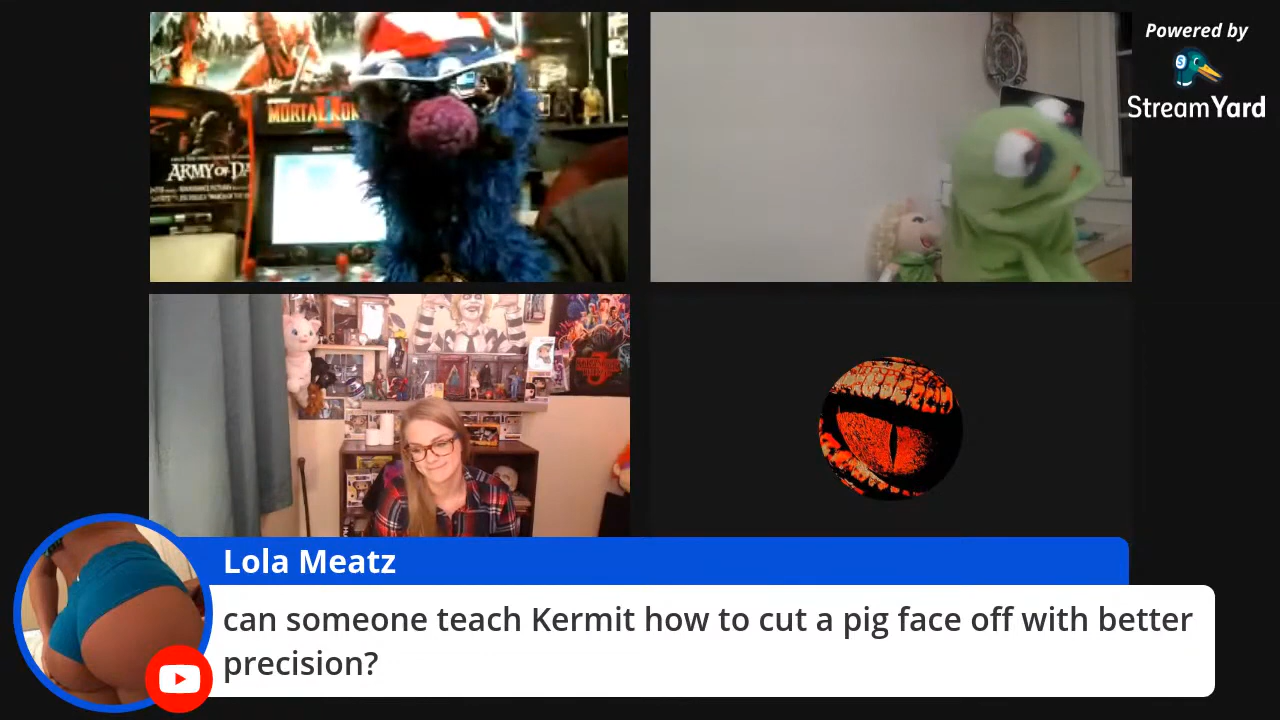 Powered by
StreamYard
MORTAL KOM
II
ARMY OF DA
Lola Meatz
can someone teach Kermit how to cut a pig face off with better
precision?